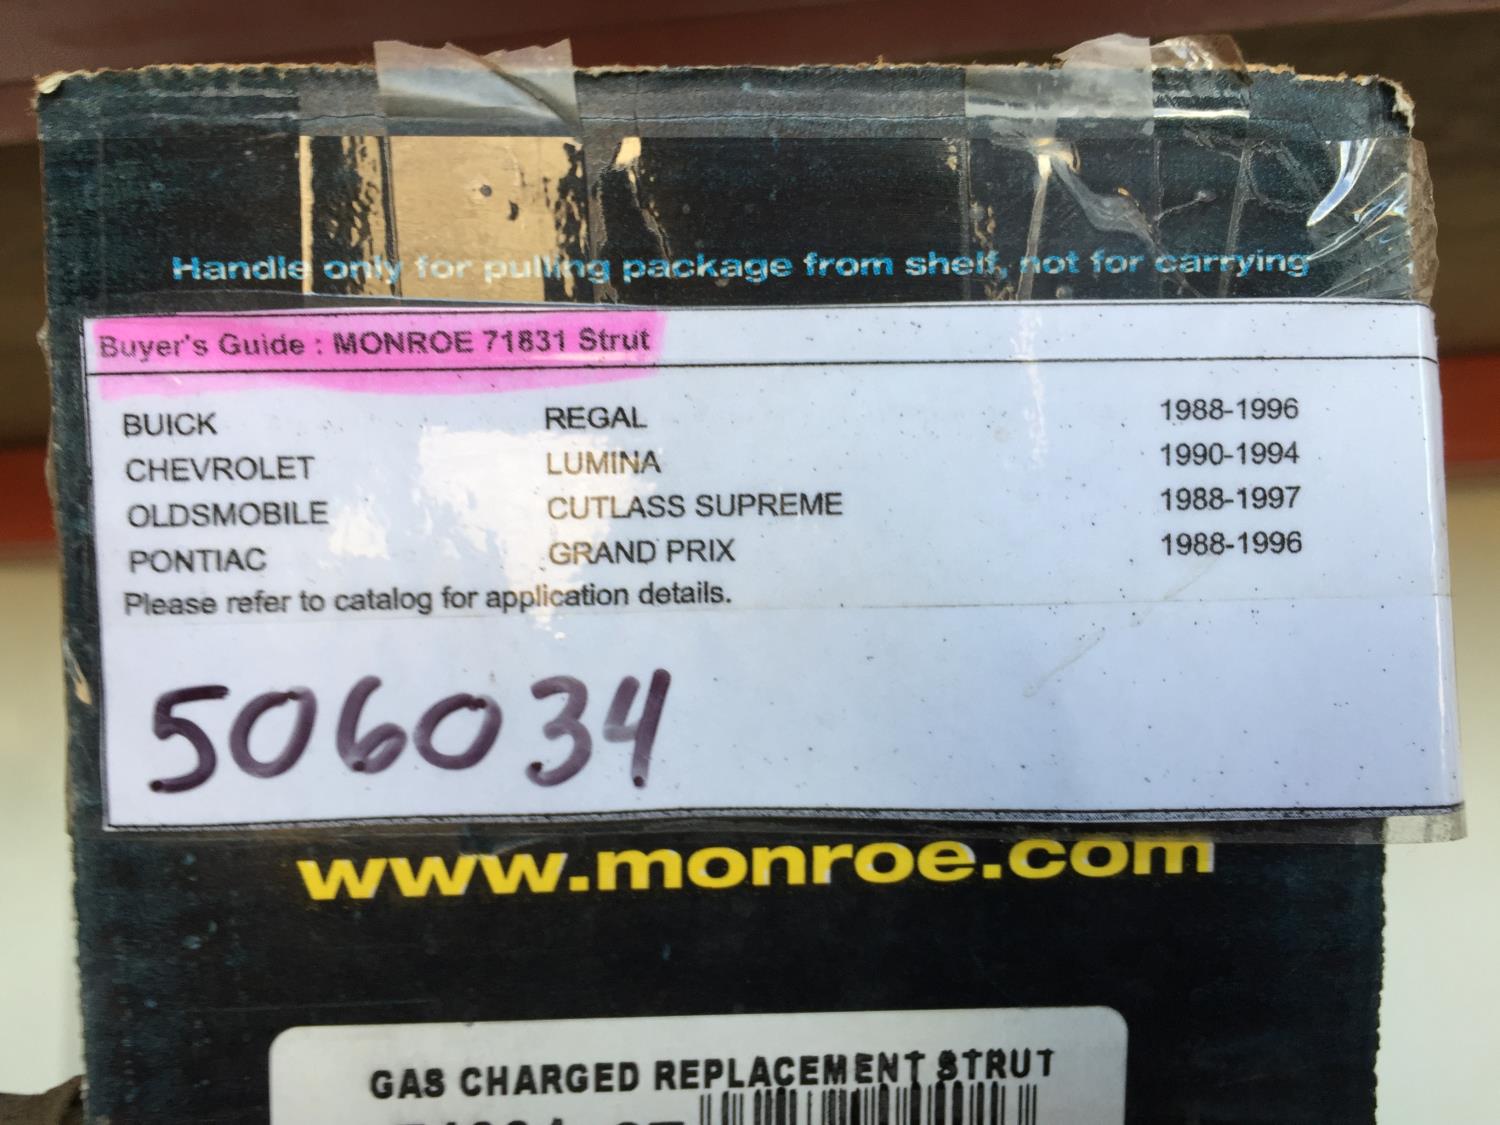 Handle only for pulling package from shelf, not for carrying
Buyer's Guide : MONROE 71831 Strut
BUICK REGAL 1988-1996
CHEVROLET LUMINA 1990-1994
OLDSMOBILE CUTLASS SUPREME 1988-1997
PONTIAC GRAND PRIX 1988-1996
Please refer to catalog for application details.
506034
www.monroe.com
GAS CHARGED REPLACEMENT STRUT